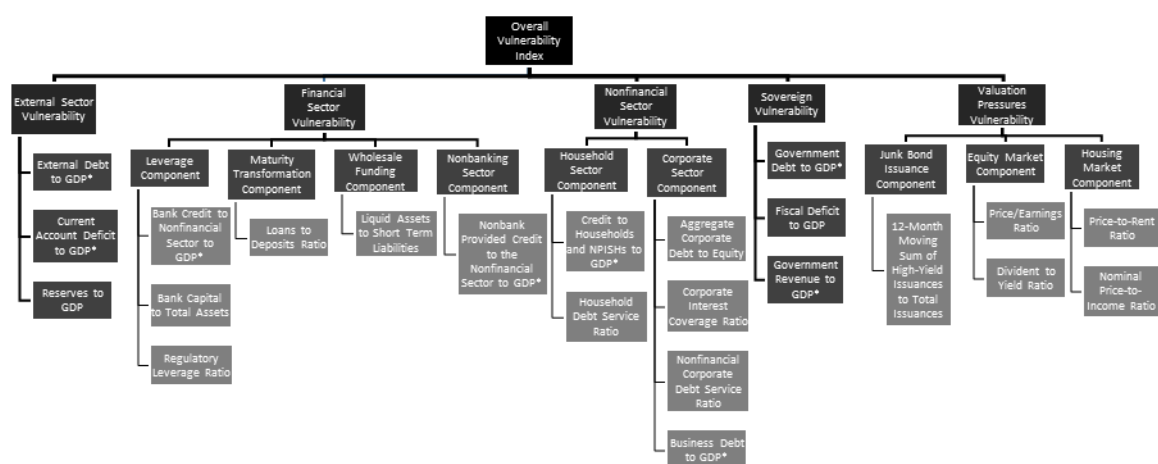 Overall
Vulnerability
Index
External Sector
Vulnerability
External Debt
to GDP*
Current
Account Deficit
to GDP*
Reserves to
GDP
Financial
Sector
Vulnerability
Leverage
Component
Bank Credit to
Nonfinancial
Sector to
GDP*
Bank Capital
to Total Assets
Regulatory
Leverage Ratio
Maturity
Transformation
Component
Loans to
Deposits Ratio
Wholesale
Funding
Component
Liquid Assets
to Short Term
Liabilities
Nonbanking
Sector
Component
Nonbank
Provided Credit
to the
Nonfinancial
Sector to GDP*
Nonfinancial
Sector
Vulnerability
Household
Sector
Component
Credit to
Households
and NPISHs to
GDP*
Household
Debt Service
Ratio
Corporate
Sector
Component
Aggregate
Corporate
Debt to Equity
Corporate
Interest
Coverage Ratio
Nonfinancial
Corporate
Debt Service
Ratio
Business Debt
to GDP*
Sovereign
Vulnerability
Government
Debt to GDP*
Fiscal Deficit
to GDP
Government
Revenue to
GDP*
Valuation
Pressures
Vulnerability
Junk Bond
Issuance
Component
12-Month
Moving
Sum of
High-Yield
Issuances
to Total
Issuances
Equity Market
Component
Price/Earnings
Ratio
Divident to
Yield Ratio
Housing
Market
Component
Price-to-Rent
Ratio
Nominal
Price-to-
Income Ratio